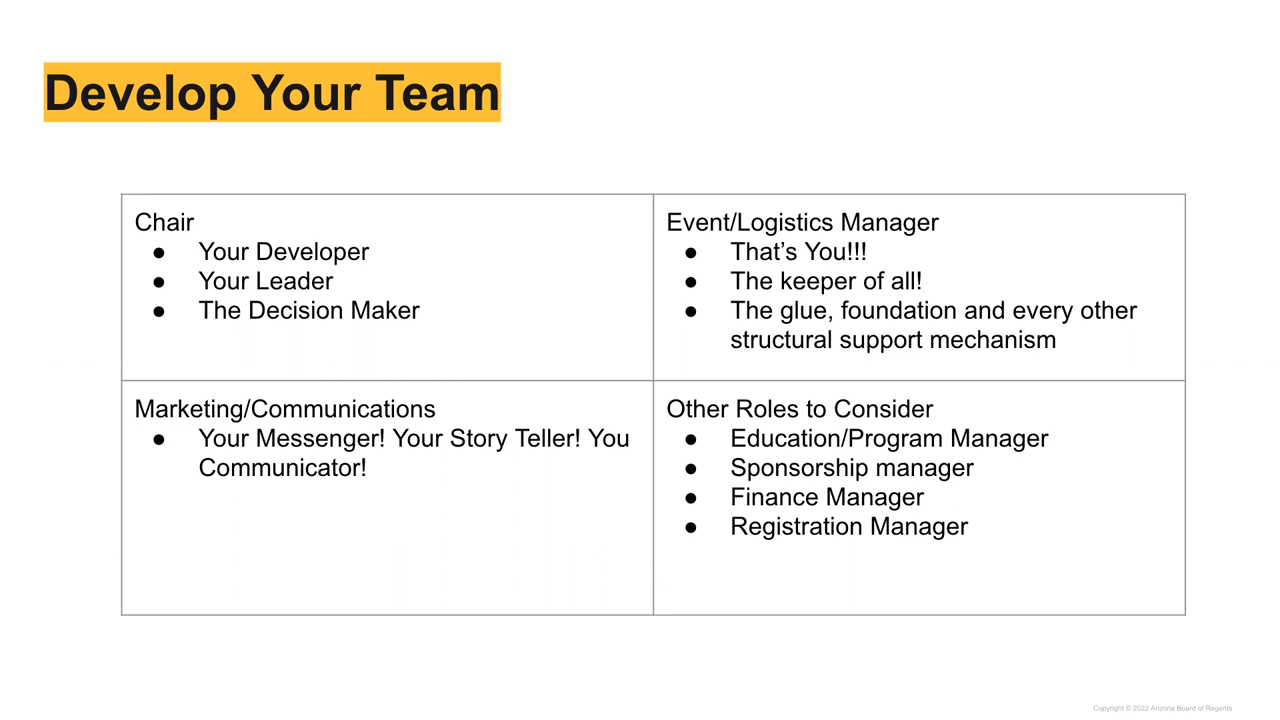 Develop Your Team
Chair
● Your Developer
● Your Leader
● The Decision Maker
Event/Logistics Manager
● That's You!!!
● The keeper of all!
● The glue, foundation and every other
structural support mechanism
Marketing/Communications
● Your Messenger! Your Story Teller! You
Communicator!
Other Roles to Consider
● Education/Program Manager
● Sponsorship manager
● Finance Manager
● Registration Manager
Copyright © 2022 Arizona Board of Regents